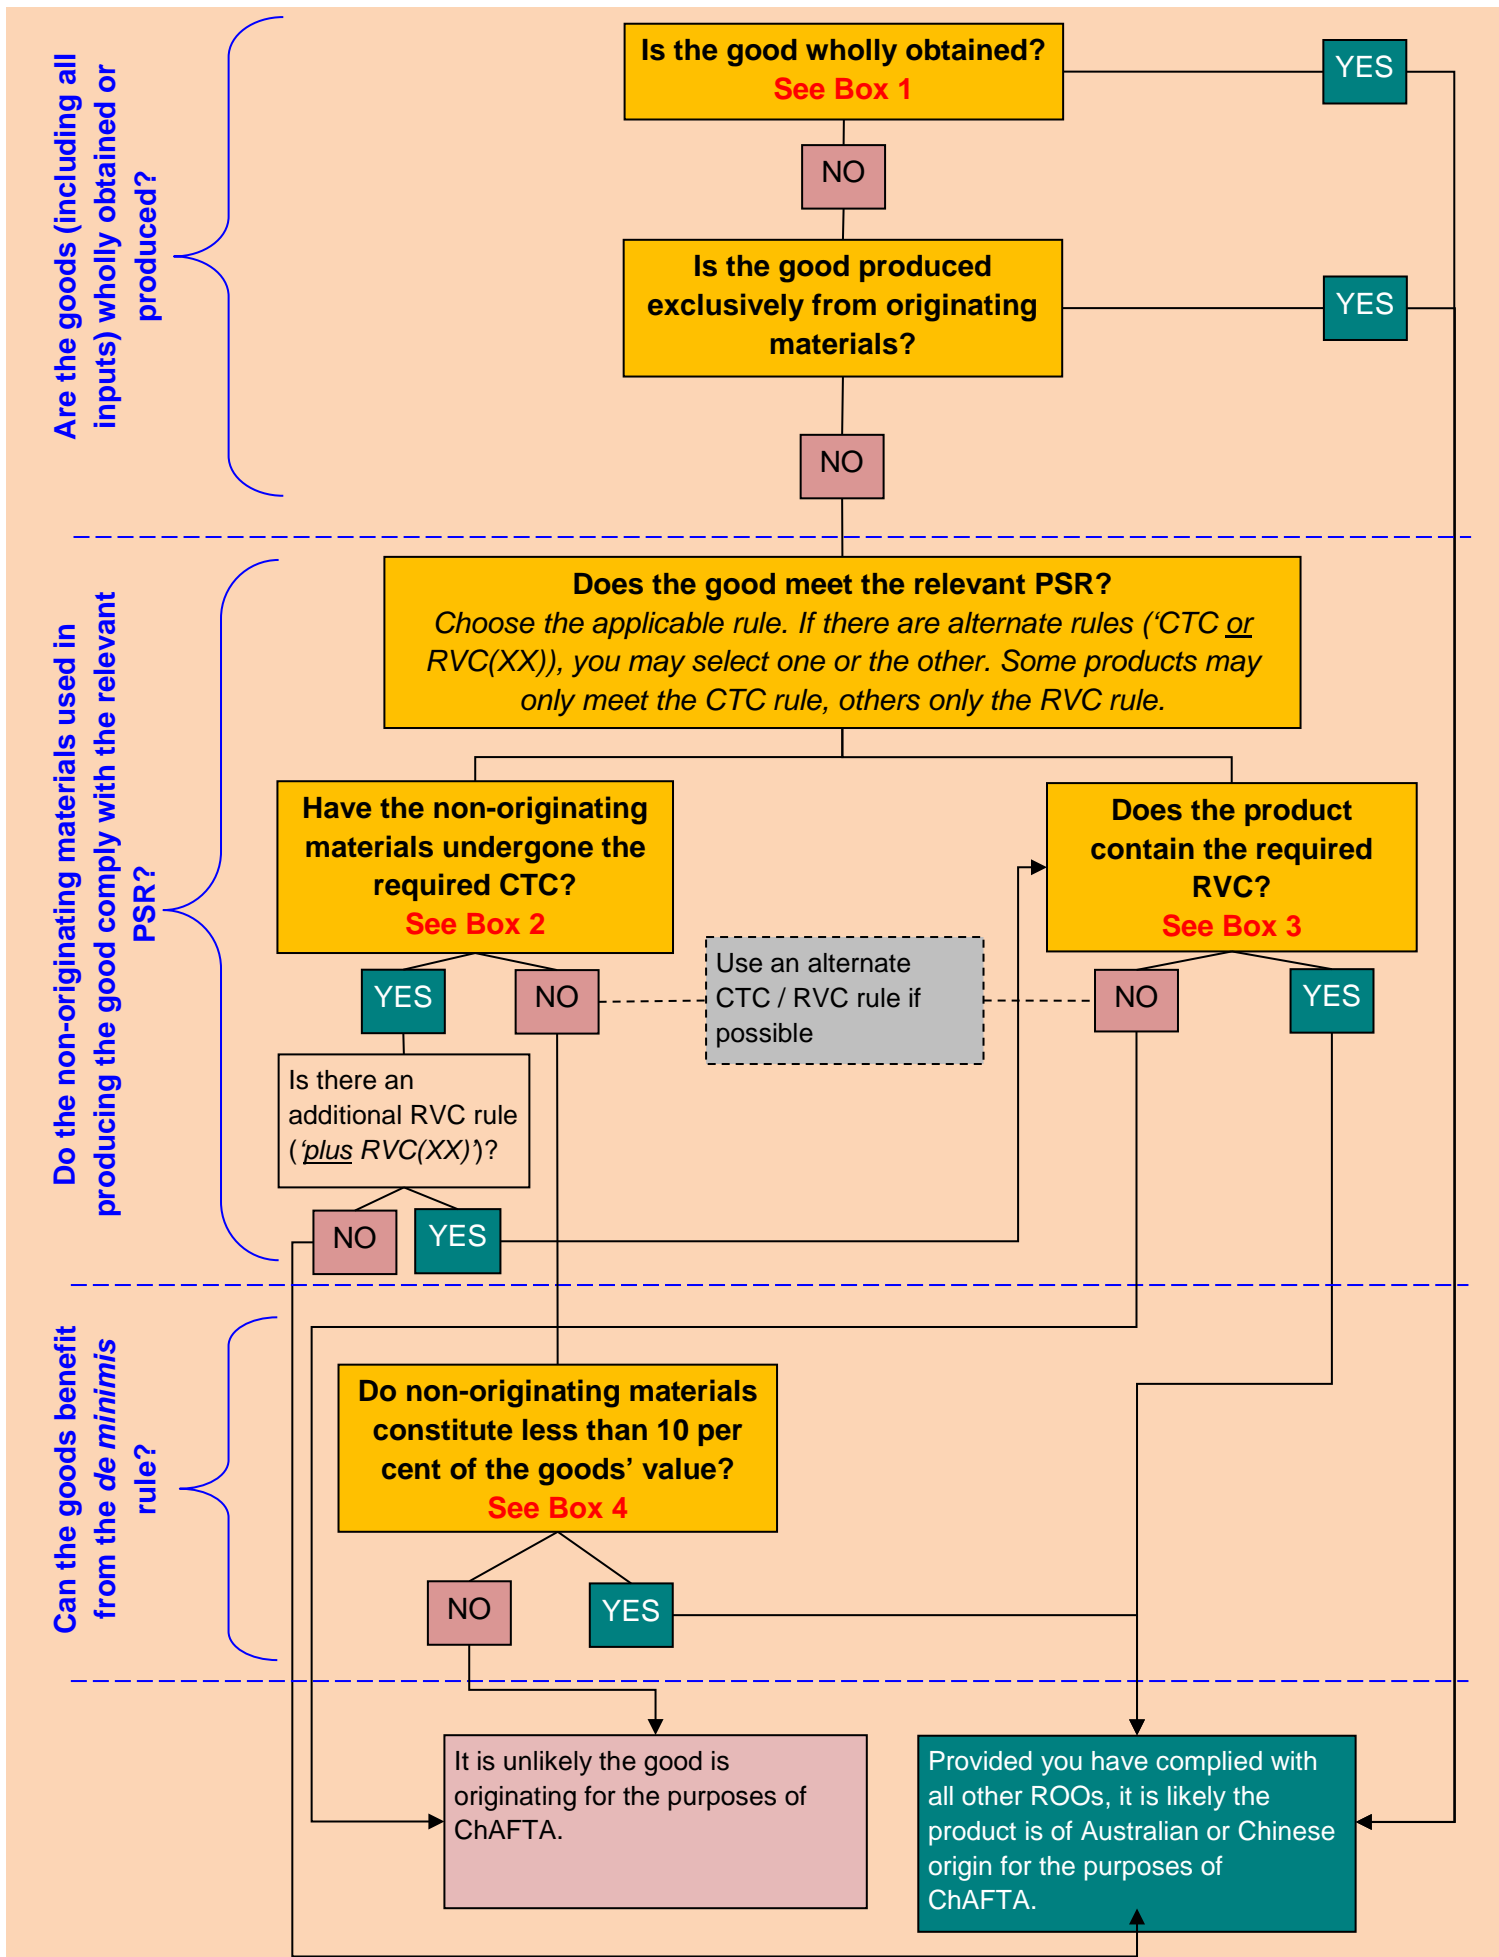 Are the goods (including all
inputs) wholly obtained or
produced?
Is the good wholly obtained?
See Box 1
YES
NO
Is the good produced
exclusively from originating
materials?
YES
NO
Do the non-originating materials used in
producing the good comply with the relevant
PSR?
Does the good meet the relevant PSR?
Choose the applicable rule. If there are alternate rules (‘CTC or
RVC(XX)), you may select one or the other. Some products may
only meet the CTC rule, others only the RVC rule.
Have the non-originating
materials undergone the
required CTC?
See Box 2
Does the product
contain the required
RVC?
See Box 3
YES
NO
Use an alternate
CTC / RVC rule if
possible
NO
YES
Is there an
additional RVC rule
(‘plus RVC(XX)’)?
NO
YES
Can the goods benefit
from the de minimis
rule?
Do non-originating materials
constitute less than 10 per
cent of the goods’ value?
See Box 4
NO
YES
It is unlikely the good is
originating for the purposes of
ChAFTA.
Provided you have complied with
all other ROOs, it is likely the
product is of Australian or Chinese
origin for the purposes of
ChAFTA.